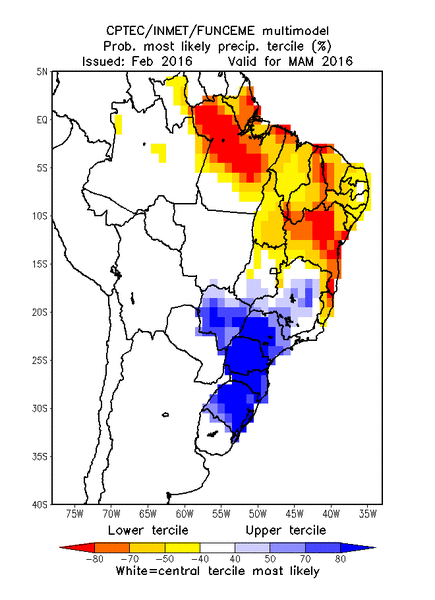 CPTEC/INMET/FUNCEME multimodel
Prob. most likely precip. tercile (%)
Issued: Feb 2016 Valid for MAM 2016
5N
EQ
5S
10S
15S
20S
25S
30S
35S
40S
75W 70W 65W 60W 55W 50W 45W 40W 35W
Lower tercile Upper tercile
-80 -70 -50 -40 40 50 70 80
White=central tercile most likely